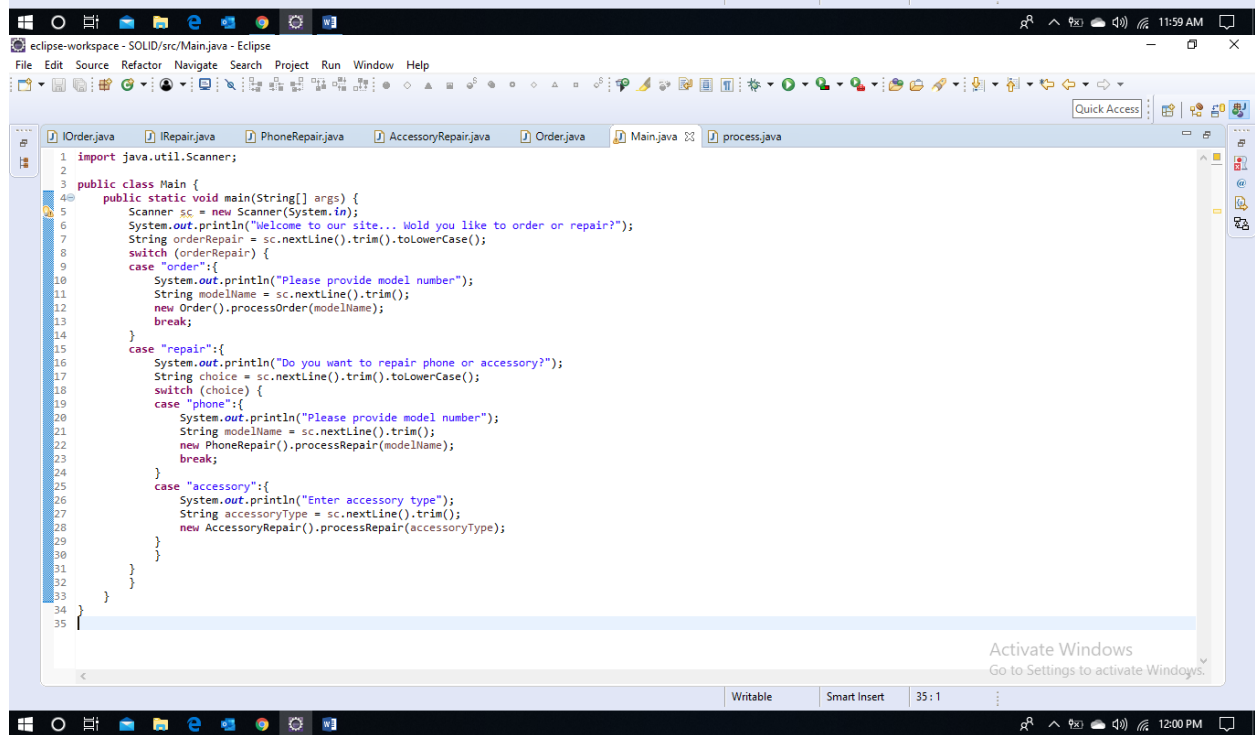 11:59 AM
eclipse-workspace - SOLID/src/Main.java - Eclipse
File Edit Source Refactor Navigate Search Project Run Window Help
Quick Access
IOrder.java IRepair.java PhoneRepair.java AccessoryRepair.java Order.java Main.java process.java
1 import java.util.Scanner;
2
3 public class Main {
4 public static void main(String[] args) {
5 Scanner sc = new Scanner(System.in);
6 System.out.println("Welcome to our site... Wold you like to order or repair?");
7 String orderRepair = sc.nextLine().trim().toLowerCase();
8 switch (orderRepair) {
9 case "order":{
10 System.out.println("Please provide model number");
11 String modelName = sc.nextLine().trim();
12 new Order().processOrder(modelName);
13 break;
14 }
15 case "repair":{
16 System.out.println("Do you want to repair phone or accessory?");
17 String choice = sc.nextLine().trim().toLowerCase();
18 switch (choice) {
19 case "phone":{
20 System.out.println("Please provide model number");
21 String modelName = sc.nextLine().trim();
22 new PhoneRepair().processRepair(modelName);
23 break;
24 }
25 case "accessory":{
26 System.out.println("Enter accessory type");
27 String accessoryType = sc.nextLine().trim();
28 new AccessoryRepair().processRepair(accessoryType);
29 }
30 }
31 }
32 }
33 }
34 }
35
Activate Windows
Go to Settings to activate Windows.
Writable Smart Insert 35 : 1
12:00 PM